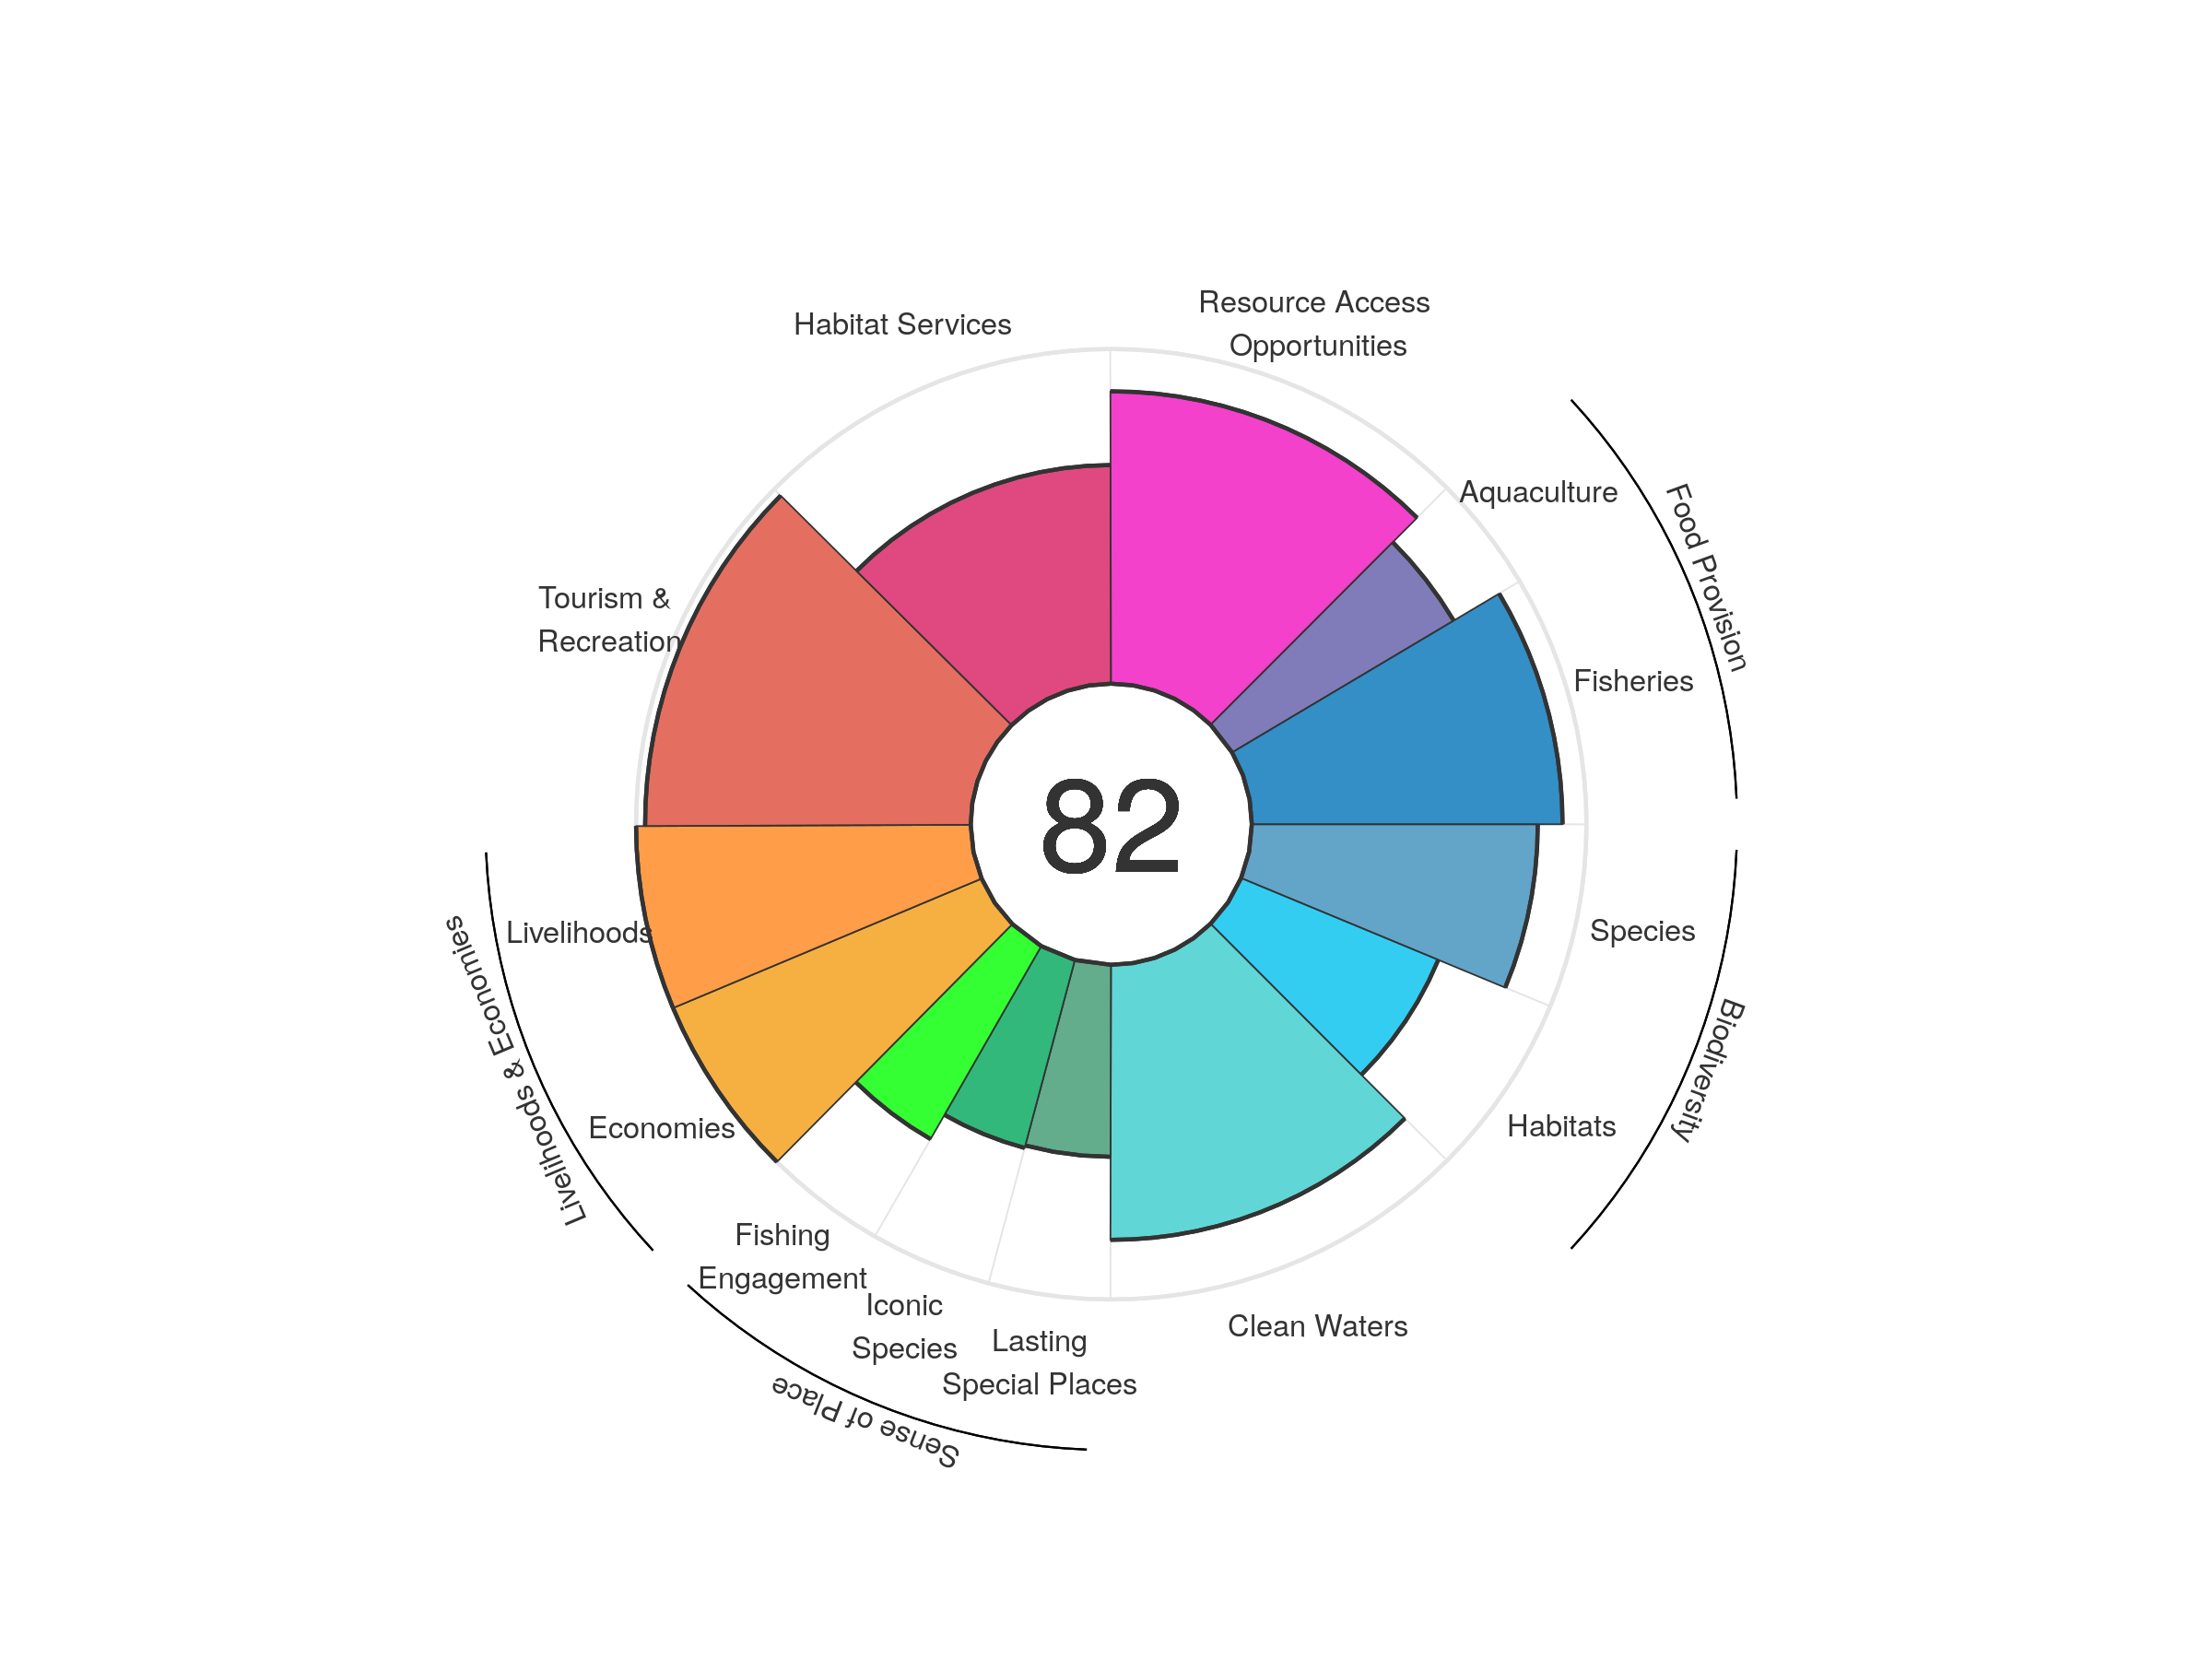 Resource Access
Opportunities
Habitat Services
Aquaculture
Food Provision
Tourism &
Recreation
Fisheries
82
Livelihoods
Species
Livelihoods & Economies
Biodiversity
Economies
Habitats
Fishing
Engagement
Iconic
Species
Lasting
Special Places
Clean Waters
Sense of Place